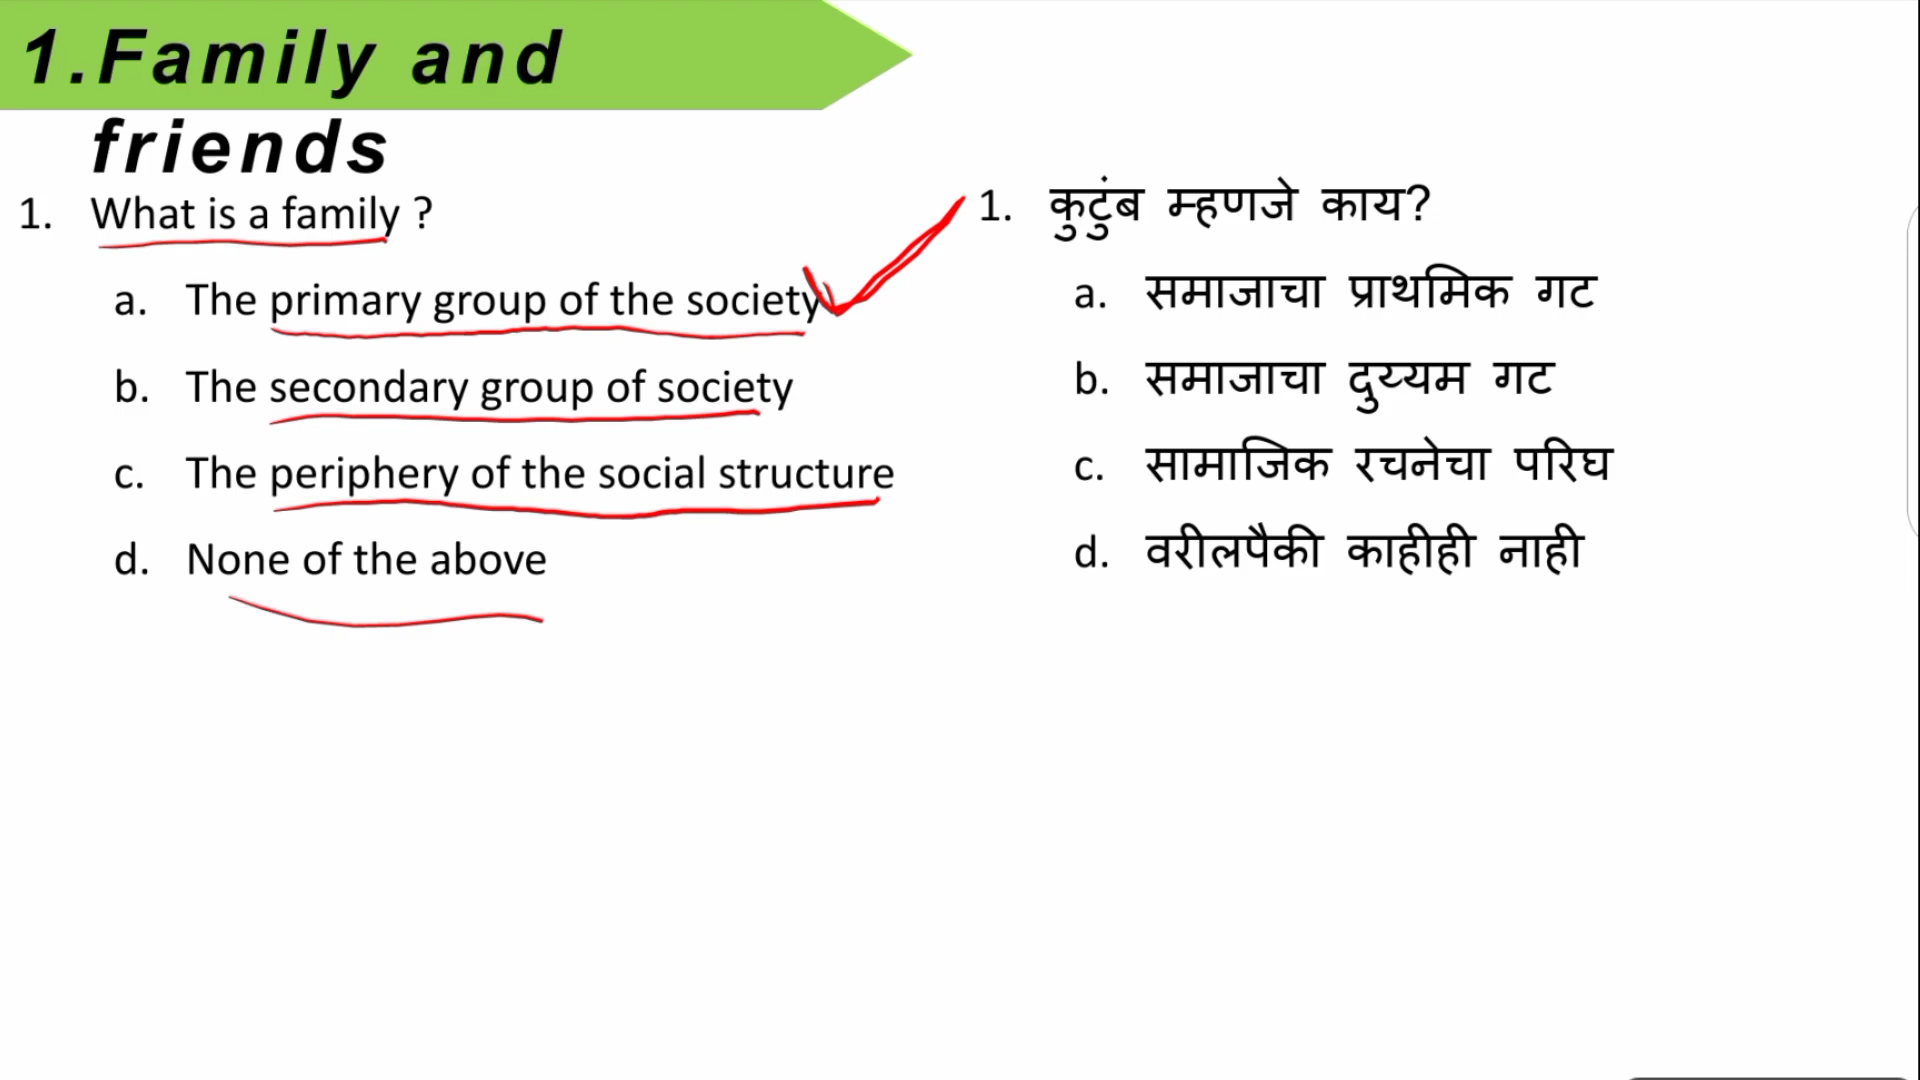 1.Family and
friends
1. What is a family ?
a. The primary group of the society
b. The secondary group of society
c. The periphery of the social structure
d. None of the above
1. कुटुंब म्हणजे काय?
a. समाजाचा प्राथमिक गट
b. समाजाचा दुय्यम गट
c. सामाजिक रचनेचा परिघ
d. वरीलपैकी काहीही नाही